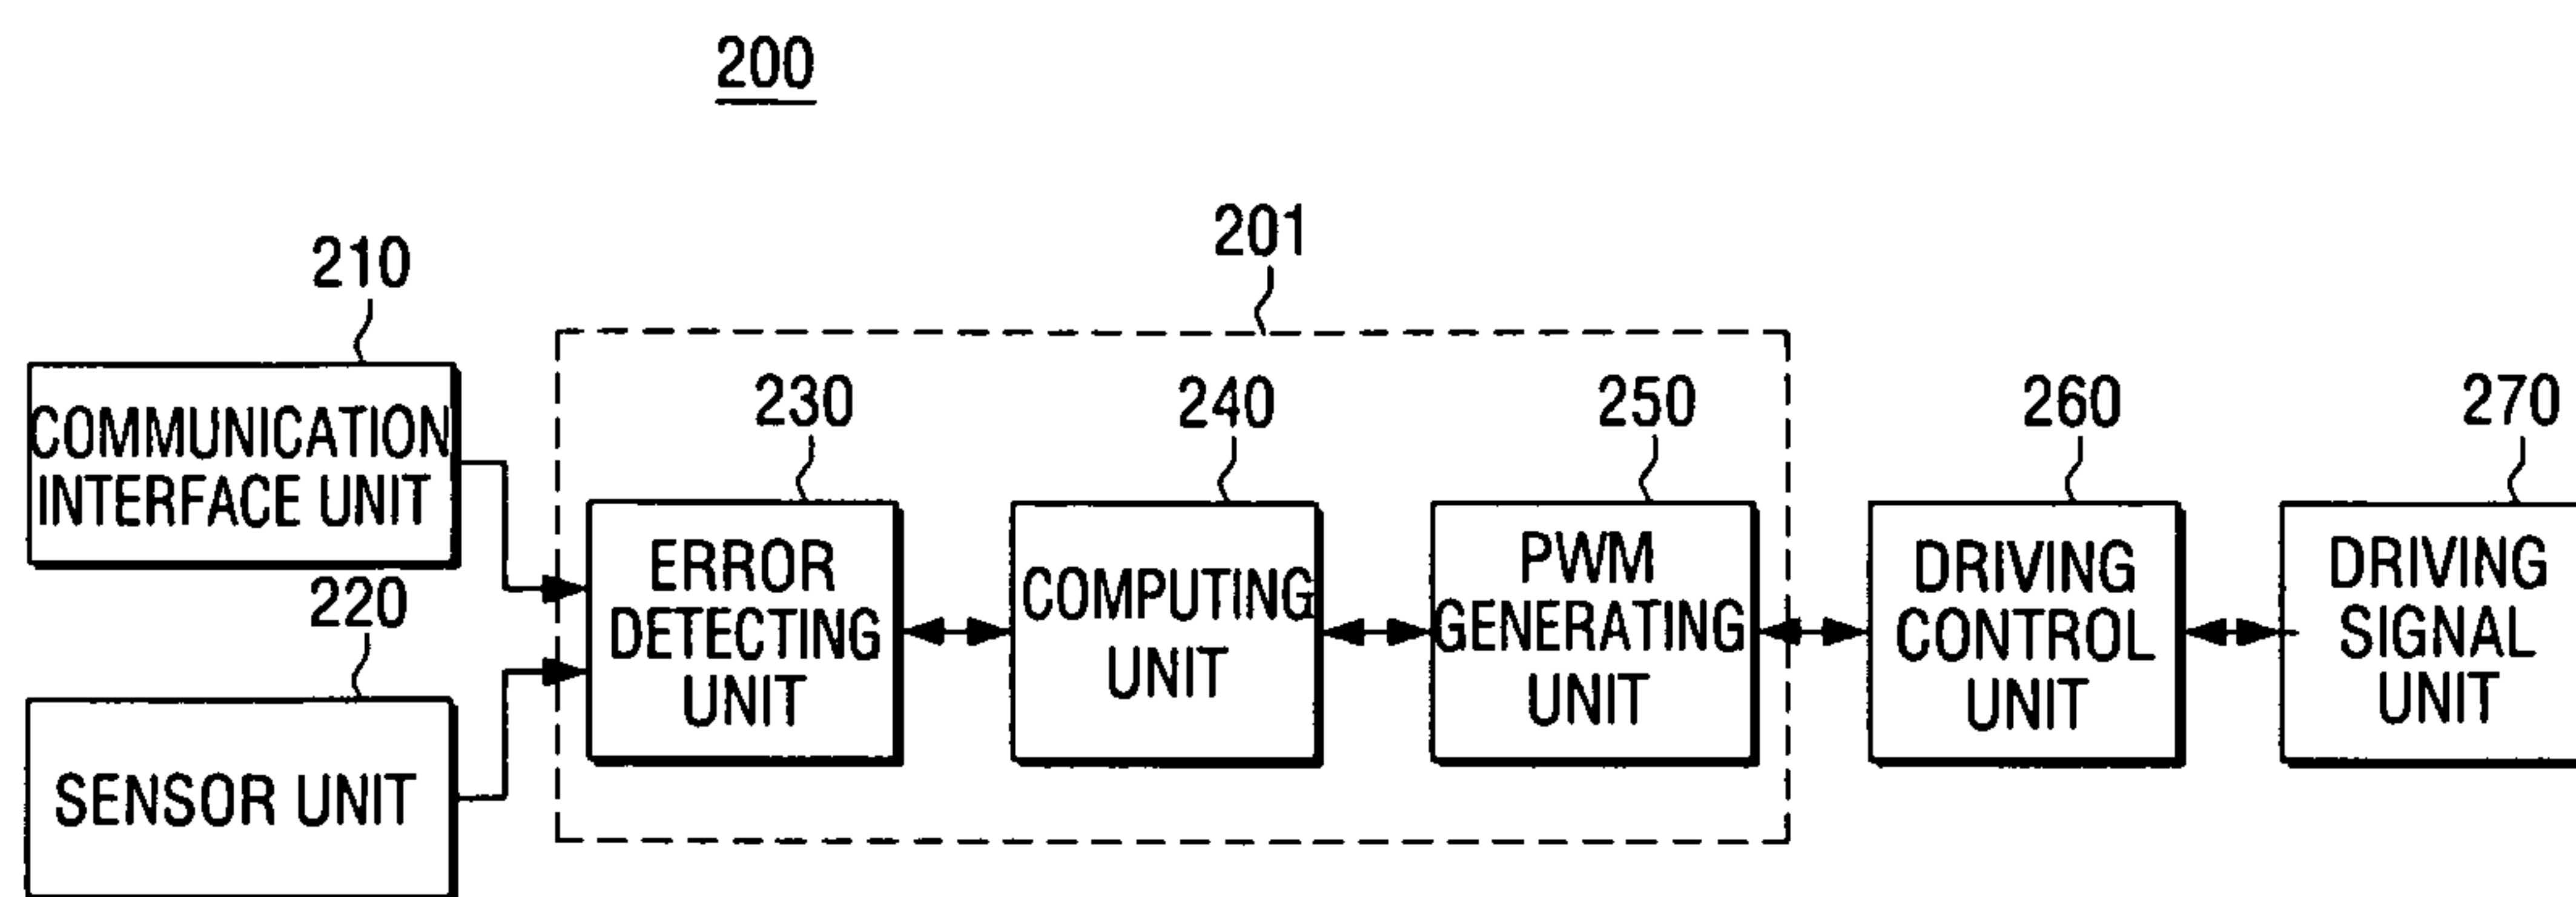 200
201
210
COMMUNICATION
INTERFACE UNIT
220
SENSOR UNIT
230
ERROR
DETECTING
UNIT
240
COMPUTING
UNIT
250
PWM
GENERATING
UNIT
260
DRIVING
CONTROL
UNIT
270
DRIVING
SIGNAL
UNIT